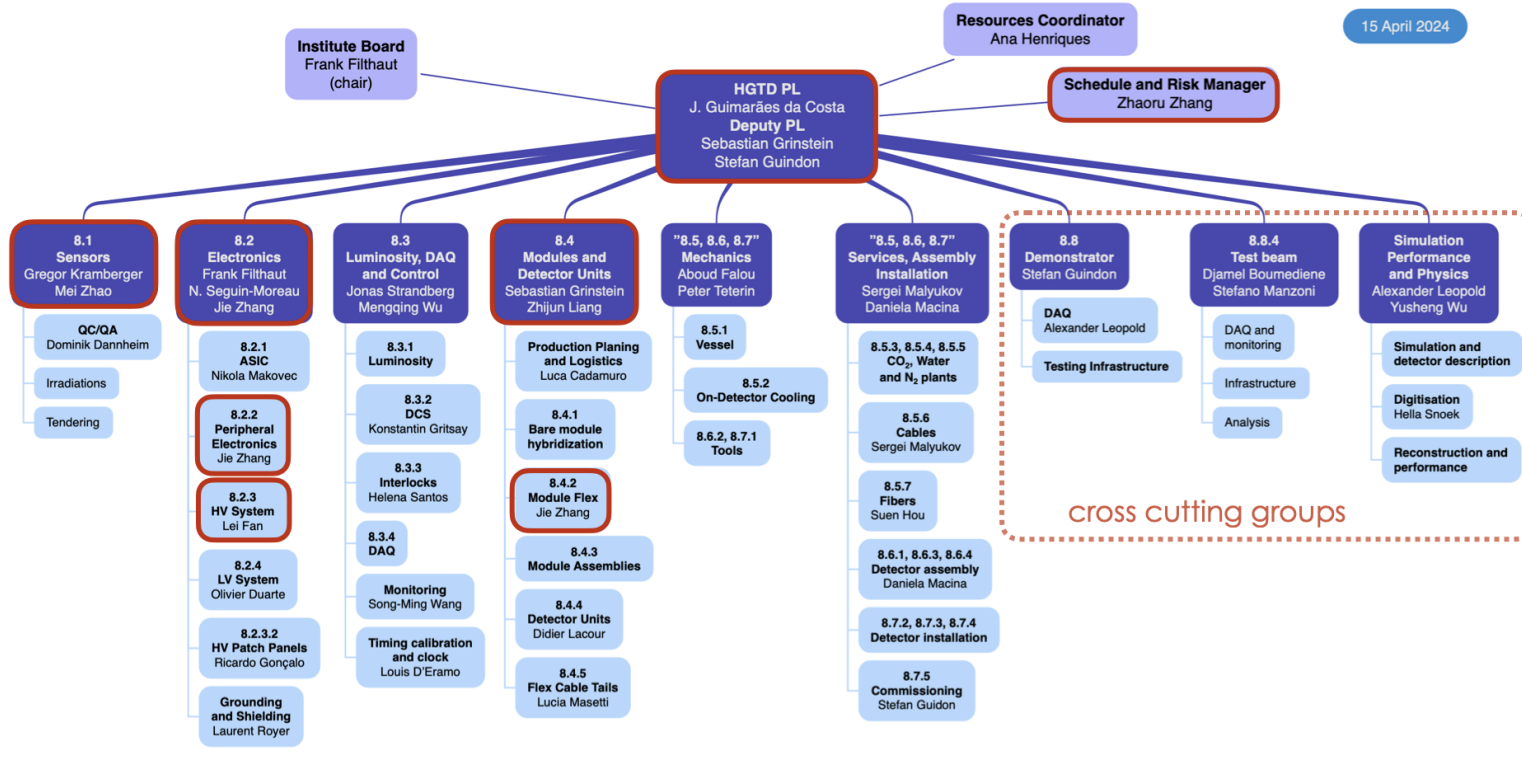 15 April 2024
Institute Board
Frank Filthaut
(chair)
Resources Coordinator
Ana Henriques
Schedule and Risk Manager
Zhaoru Zhang
HGTD PL
J. Guimarães da Costa
Deputy PL
Sebastian Grinstein
Stefan Guindon
8.1
Sensors
Gregor Kramberger
Mei Zhao
QC/QA
Dominik Dannheim
Irradiations
Tendering
8.2
Electronics
Frank Filthaut
N. Seguin-Moreau
Jie Zhang
8.2.1
ASIC
Nikola Makovec
8.2.2
Peripheral
Electronics
Jie Zhang
8.2.3
HV System
Lei Fan
8.2.4
LV System
Olivier Duarte
8.2.3.2
HV Patch Panels
Ricardo Gonçalo
Grounding
and Shielding
Laurent Royer
8.3
Luminosity, DAQ
and Control
Jonas Strandberg
Mengqing Wu
8.3.1
Luminosity
8.3.2
DCS
Konstantin Gritsay
8.3.3
Interlocks
Helena Santos
8.3.4
DAQ
Monitoring
Song-Ming Wang
Timing calibration
and clock
Louis D'Eramo
8.4
Modules and
Detector Units
Sebastian Grinstein
Zhijun Liang
Production Planing
and Logistics
Luca Cadamuro
8.4.1
Bare module
hybridization
8.4.2
Module Flex
Jie Zhang
8.4.3
Module Assemblies
8.4.4
Detector Units
Didier Lacour
8.4.5
Flex Cable Tails
Lucia Masetti
"8.5, 8.6, 8.7"
Mechanics
Aboud Falou
Peter Teterin
8.5.1
Vessel
8.5.2
On-Detector Cooling
8.6.2, 8.7.1
Tools
"8.5, 8.6, 8.7"
Services, Assembly
Installation
Sergei Malyukov
Daniela Macina
8.5.3, 8.5.4, 8.5.5
CO₂, Water
and N₂ plants
8.5.6
Cables
Sergei Malyukov
8.5.7
Fibers
Suen Hou
8.6.1, 8.6.3, 8.6.4
Detector assembly
Daniela Macina
8.7.2, 8.7.3, 8.7.4
Detector installation
8.7.5
Commissioning
Stefan Guidon
8.8
Demonstrator
Stefan Guindon
DAQ
Alexander Leopold
Testing Infrastructure
8.8.4
Test beam
Djamel Boumediene
Stefano Manzoni
DAQ and
monitoring
Infrastructure
Analysis
Simulation
Performance
and Physics
Alexander Leopold
Yusheng Wu
Simulation and
detector description
Digitisation
Hella Snoek
Reconstruction and
performance
cross cutting groups